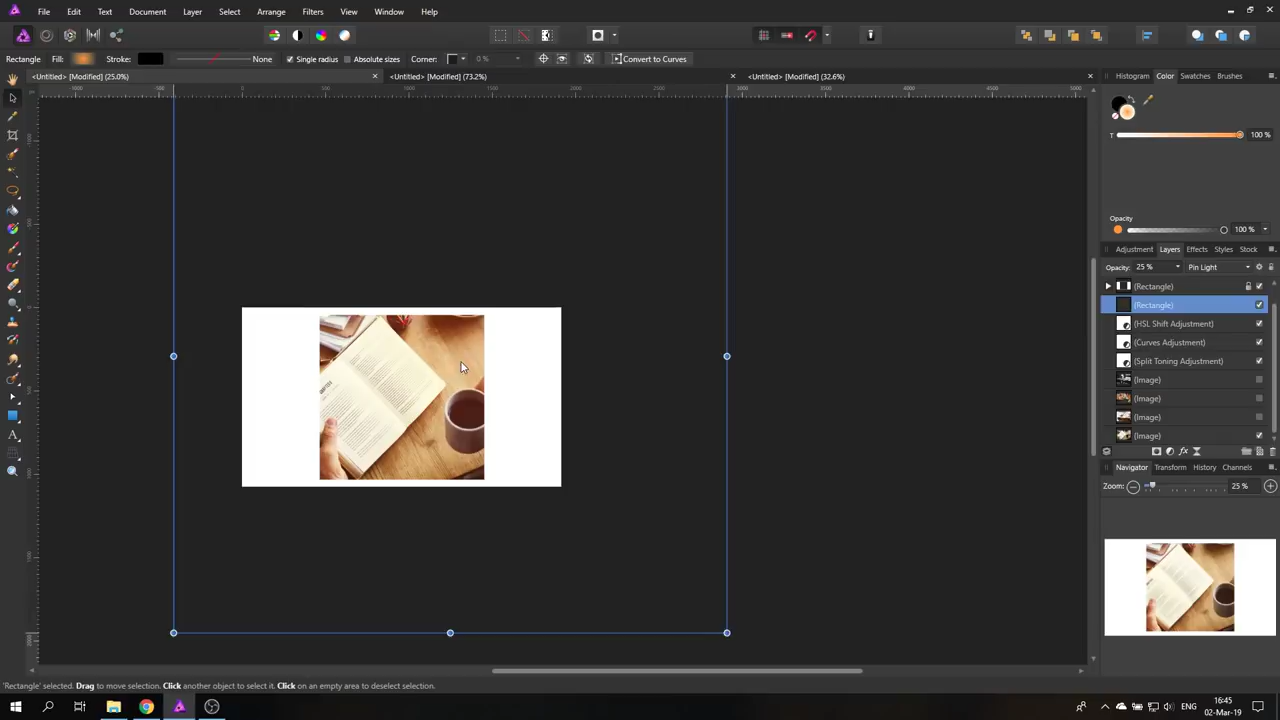 File Edit Text Document Layer Select Arrange Filters View Window Help
Rectangle Fill: Stroke: None Single radius Absolute sizes Corner: 0 % Convert to Curves
<Untitled> [Modified] (25.0%) <Untitled> [Modified] (73.2%) <Untitled> [Modified] (32.6%)
Histogram Color Swatches Brushes
T 100 %
Opacity
100 %
Adjustment Layers Effects Styles Stock
Opacity: 25 % Pin Light
(Rectangle)
(Rectangle)
(HSL Shift Adjustment)
(Curves Adjustment)
(Split Toning Adjustment)
(Image)
(Image)
(Image)
(Image)
Navigator Transform History Channels
Zoom: 25 %
'Rectangle' selected. Drag to move selection. Click another object to select it. Click on an empty area to deselect selection.
ENG 16:45
02-Mar-19